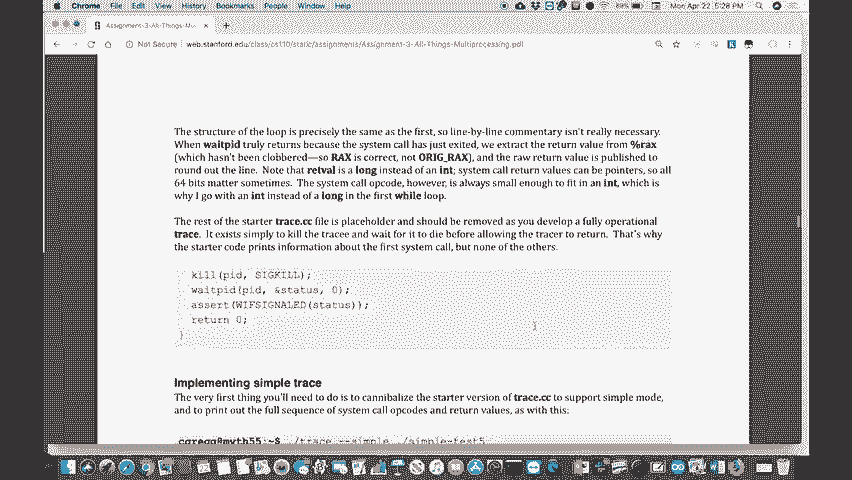 Chrome File Edit View History Bookmarks People Window Help
69% Mon Apr 22 5:28 PM
Assignment-3-All-Things-Mu
Not Secure web.stanford.edu/class/cs110/static/assignments/Assignment-3-All-Things-Multiprocessing.pdf
The structure of the loop is precisely the same as the first, so line-by-line commentary isn't really necessary.
When waitpid truly returns because the system call has just exited, we extract the return value from %rax
(which hasn't been clobbered—so RAX is correct, not ORIG_RAX), and the raw return value is published to
round out the line. Note that retval is a long instead of an int; system call return values can be pointers, so all
64 bits matter sometimes. The system call opcode, however, is always small enough to fit in an int, which is
why I go with an int instead of a long in the first while loop.
The rest of the starter trace.cc file is placeholder and should be removed as you develop a fully operational
trace. It exists simply to kill the tracee and wait for it to die before allowing the tracer to return. That's why
the starter code prints information about the first system call, but none of the others.
kill(pid, SIGKILL);
waitpid(pid, &status, 0);
assert(WIFSIGNALED(status));
return 0;
}
Implementing simple trace
The very first thing you'll need to do is to cannibalize the starter version of trace.cc to support simple mode,
and to print out the full sequence of system call opcodes and return values, as with this:
cgregg@myth55:~$ ./trace --simple ./simple-test5